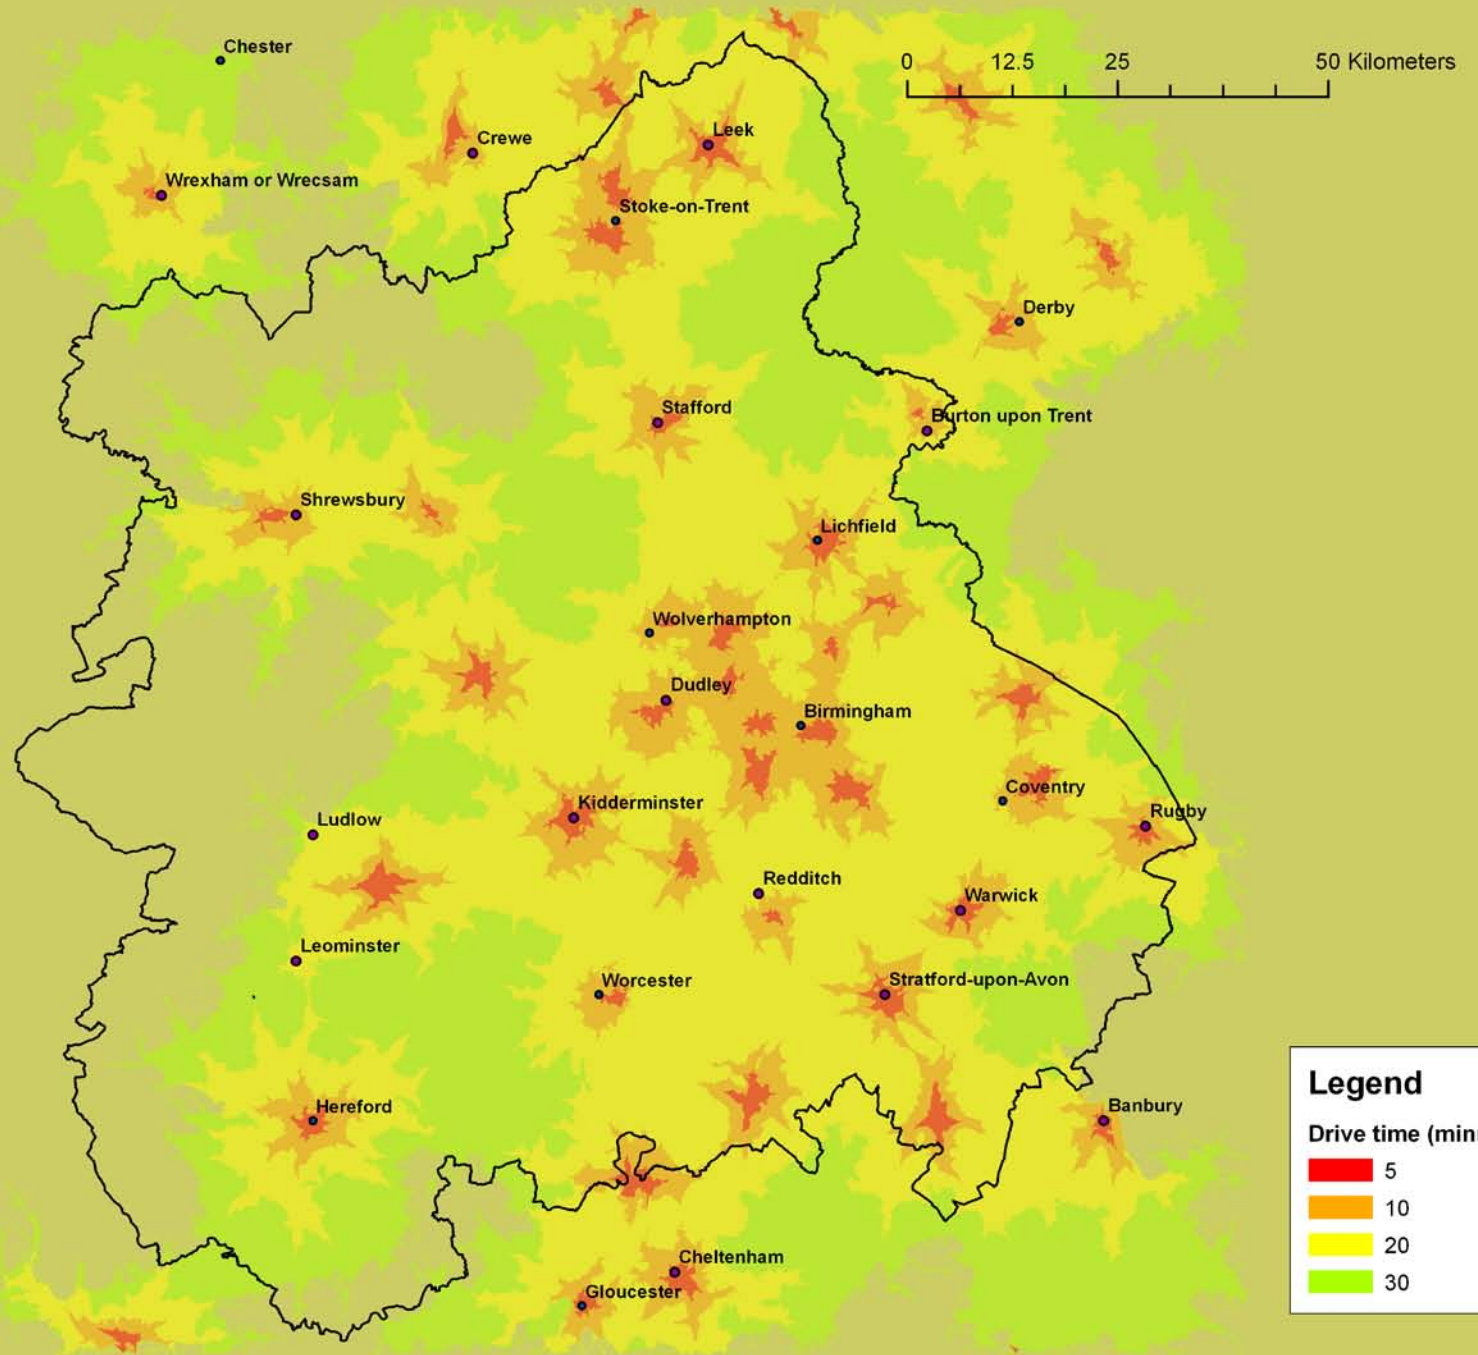 Chester
0 12.5 25 50 Kilometers
Crewe
Leek
Wrexham or Wrecsam
Stoke-on-Trent
Derby
Stafford
Burton upon Trent
Shrewsbury
Lichfield
Wolverhampton
Dudley
Birmingham
Coventry
Kidderminster
Rugby
Ludlow
Redditch
Warwick
Leominster
Worcester
Stratford-upon-Avon
Hereford
Banbury
Cheltenham
Gloucester
Legend
Drive time (min
5
10
20
30